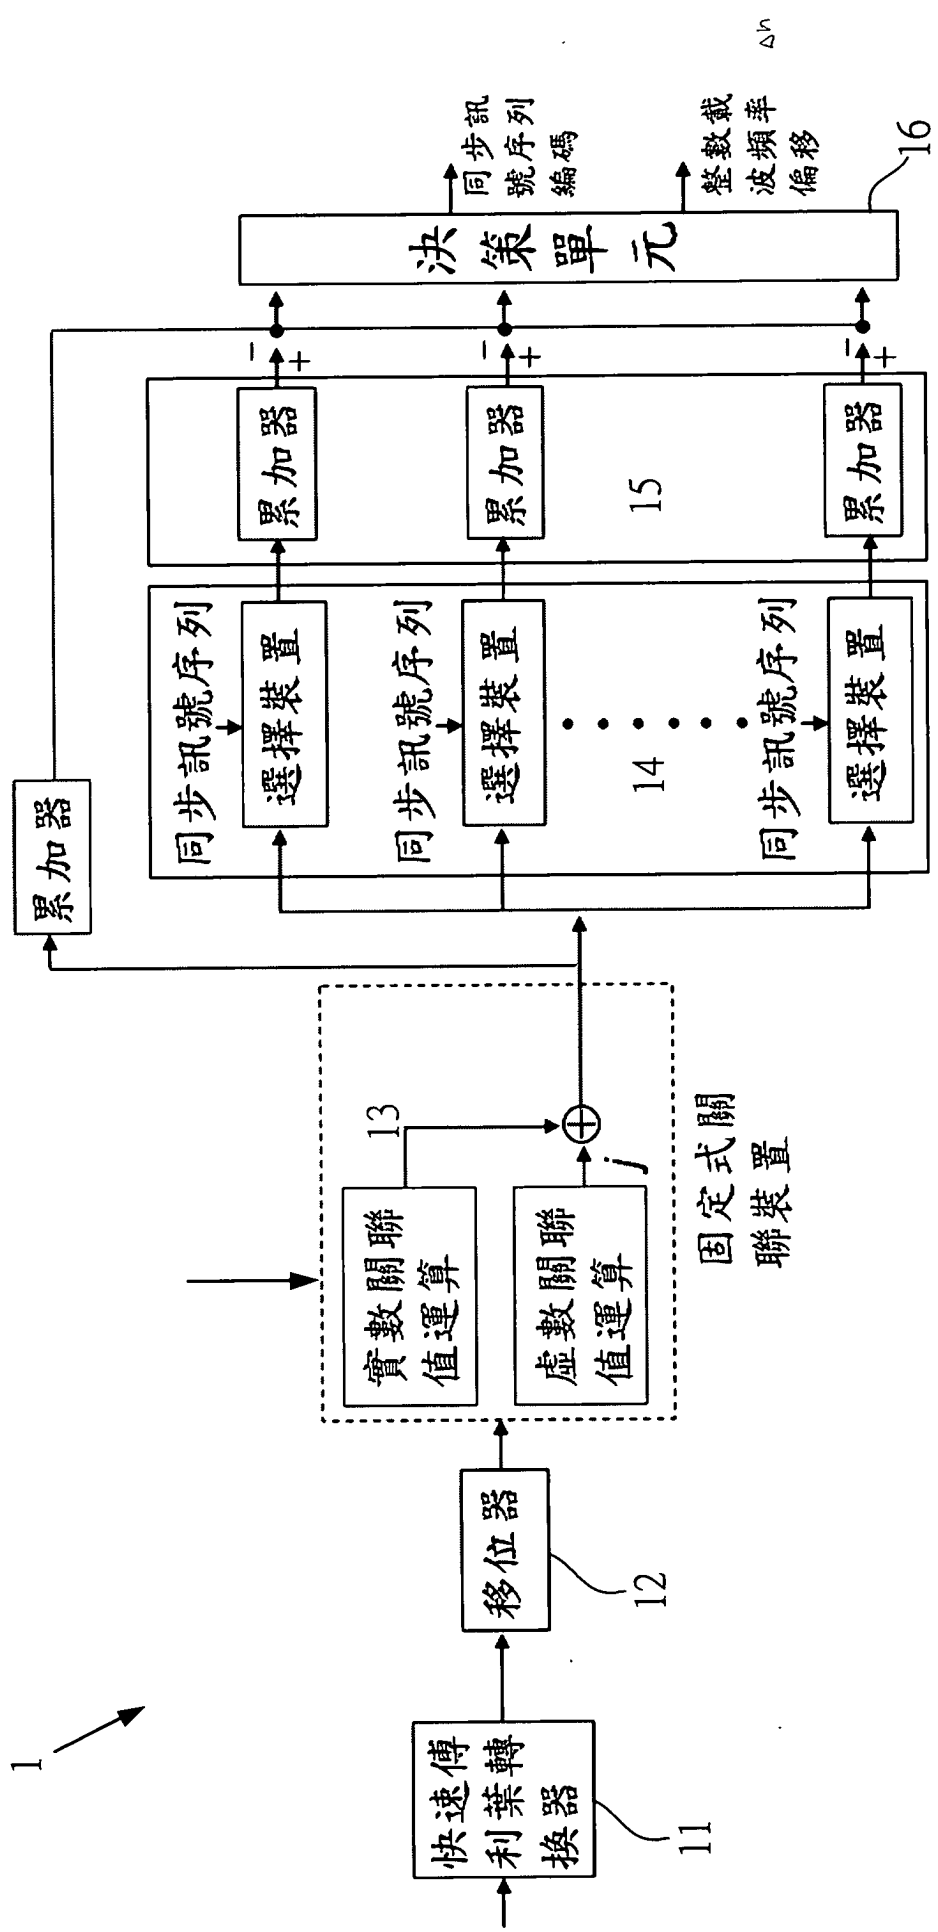 1
快速傅
利葉轉
換器
11
移位器
12
實數關聯
值運算
13
虛數關聯
值運算
j
固定式關
聯裝置
累加器
同步訊號序列
選擇裝置
同步訊號序列
選擇裝置
同步訊號序列
選擇裝置
14
累加器
累加器
累加器
15
−
+
−
+
−
+
決策單元
16
同步訊
號序列
編碼
整數載
波頻率
偏移
Δn